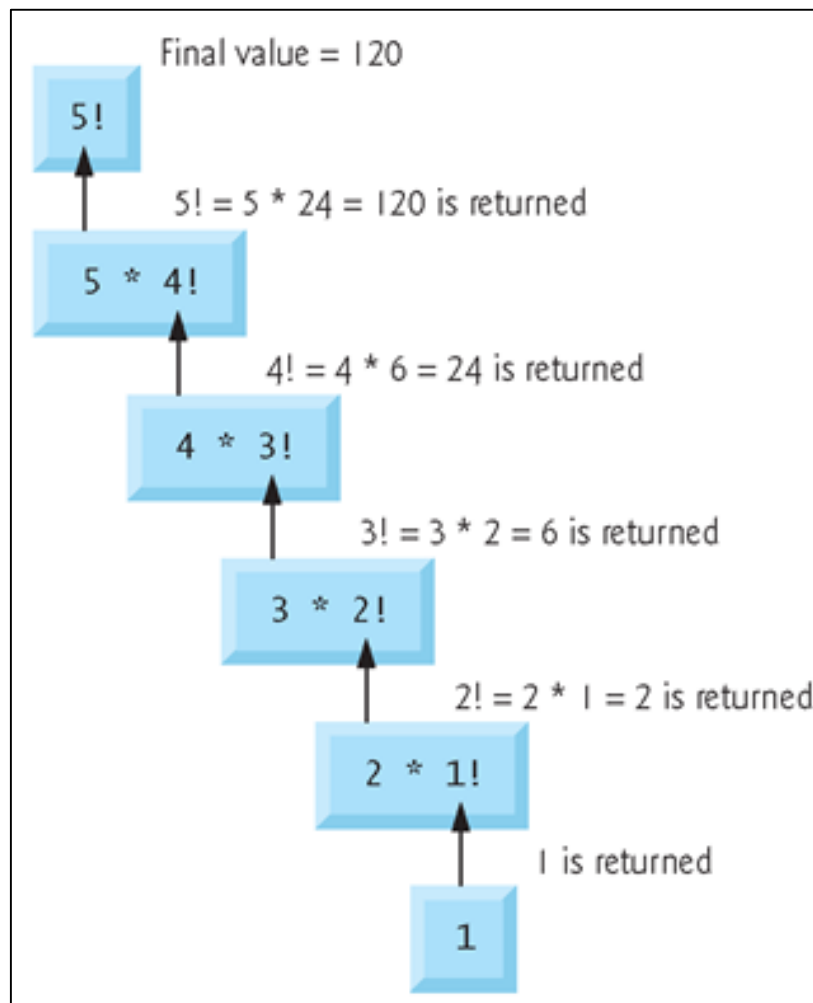 Final value = 120
5!
5! = 5 * 24 = 120 is returned
5 * 4!
4! = 4 * 6 = 24 is returned
4 * 3!
3! = 3 * 2 = 6 is returned
3 * 2!
2! = 2 * 1 = 2 is returned
2 * 1!
1 is returned
1